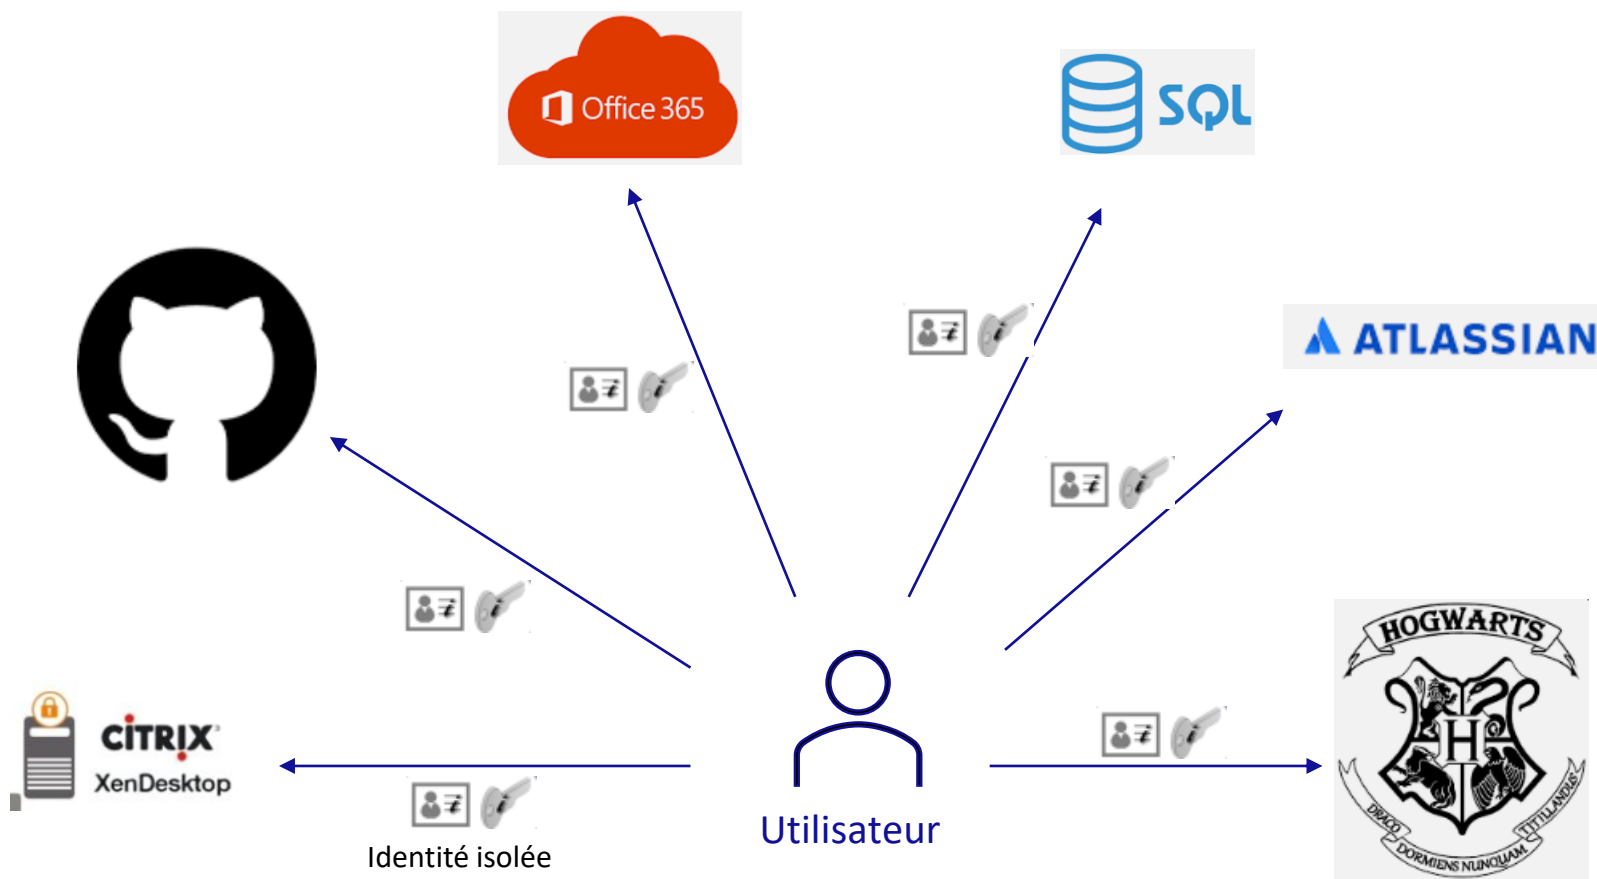 Office 365
SQL
ATLASSIAN
HOGWARTS
H
DRACO
DORMIENS NUNQUAM
TITILLANDUS
CiTRIX
XenDesktop
Identité isolée
Utilisateur